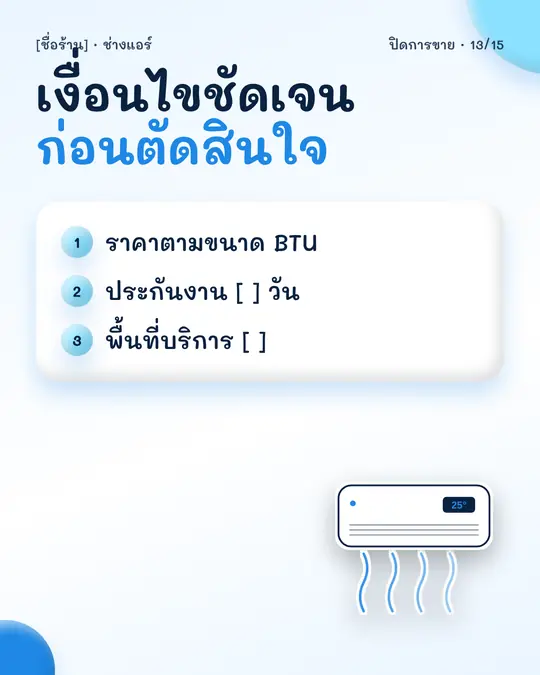 [ชื่อร้าน] · ช่างแอร์
ปิดการขาย · 13/15
เงื่อนไขชัดเจน
ก่อนตัดสินใจ
1 ราคาตามขนาด BTU
2 ประกันงาน [ ] วัน
3 พื้นที่บริการ [ ]
25°